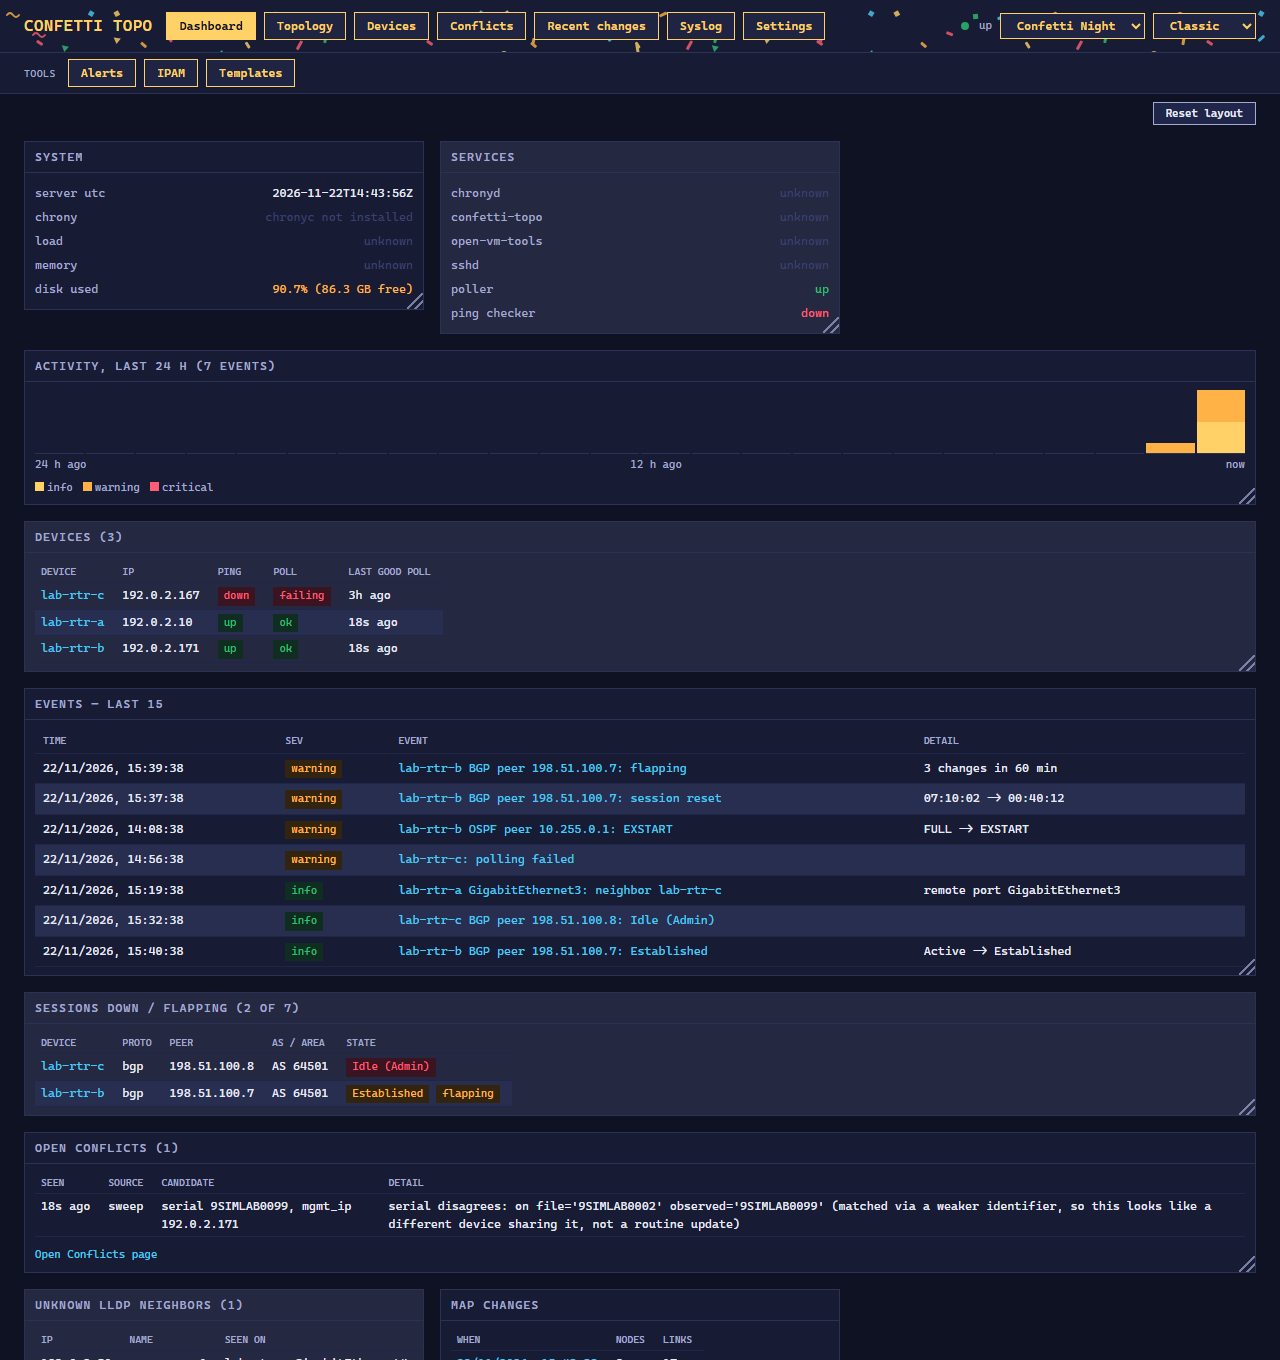 CONFETTI TOPO Dashboard Topology Devices Conflicts Recent changes Syslog Settings up Confetti Night Classic
TOOLS Alerts IPAM Templates
Reset layout
SYSTEM
server utc 2026-11-22T14:43:56Z
chrony chronyc not installed
load unknown
memory unknown
disk used 90.7% (86.3 GB free)
SERVICES
chronyd unknown
confetti-topo unknown
open-vm-tools unknown
sshd unknown
poller up
ping checker down
ACTIVITY, LAST 24 H (7 EVENTS)
24 h ago 12 h ago now
info warning critical
DEVICES (3)
DEVICE IP PING POLL LAST GOOD POLL
lab-rtr-c 192.0.2.167 down failing 3h ago
lab-rtr-a 192.0.2.10 up ok 18s ago
lab-rtr-b 192.0.2.171 up ok 18s ago
EVENTS — LAST 15
TIME SEV EVENT DETAIL
22/11/2026, 15:39:38 warning lab-rtr-b BGP peer 198.51.100.7: flapping 3 changes in 60 min
22/11/2026, 15:37:38 warning lab-rtr-b BGP peer 198.51.100.7: session reset 07:10:02 → 00:40:12
22/11/2026, 14:08:38 warning lab-rtr-b OSPF peer 10.255.0.1: EXSTART FULL → EXSTART
22/11/2026, 14:56:38 warning lab-rtr-c: polling failed
22/11/2026, 15:19:38 info lab-rtr-a GigabitEthernet3: neighbor lab-rtr-c remote port GigabitEthernet3
22/11/2026, 15:32:38 info lab-rtr-c BGP peer 198.51.100.8: Idle (Admin)
22/11/2026, 15:40:38 info lab-rtr-b BGP peer 198.51.100.7: Established Active → Established
SESSIONS DOWN / FLAPPING (2 OF 7)
DEVICE PROTO PEER AS / AREA STATE
lab-rtr-c bgp 198.51.100.8 AS 64501 Idle (Admin)
lab-rtr-b bgp 198.51.100.7 AS 64501 Established flapping
OPEN CONFLICTS (1)
SEEN SOURCE CANDIDATE DETAIL
18s ago sweep serial 9SIMLAB0099, mgmt_ip serial disagrees: on file='9SIMLAB0002' observed='9SIMLAB0099' (matched via a weaker identifier, so this looks like a
192.0.2.171 different device sharing it, not a routine update)
Open Conflicts page
UNKNOWN LLDP NEIGHBORS (1)
IP NAME SEEN ON
MAP CHANGES
WHEN NODES LINKS